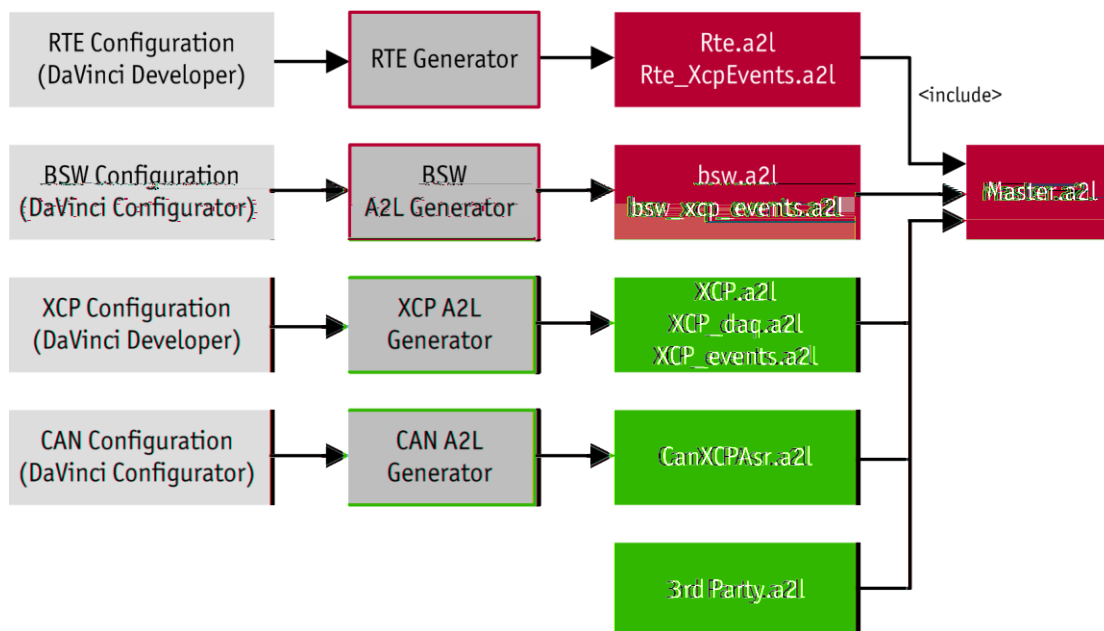 RTE Configuration
(DaVinci Developer)
RTE Generator
Rte.a2l
Rte_XcpEvents.a2l
<include>
BSW Configuration
(DaVinci Configurator)
BSW
A2L Generator
bsw.a2l
bsw_xcp_events.a2l
Master.a2l
XCP Configuration
(DaVinci Developer)
XCP A2L
Generator
XCP.a2l
XCP_daq.a2l
XCP_events.a2l
CAN Configuration
(DaVinci Configurator)
CAN A2L
Generator
CanXCPAsr.a2l
3rd Party.a2l